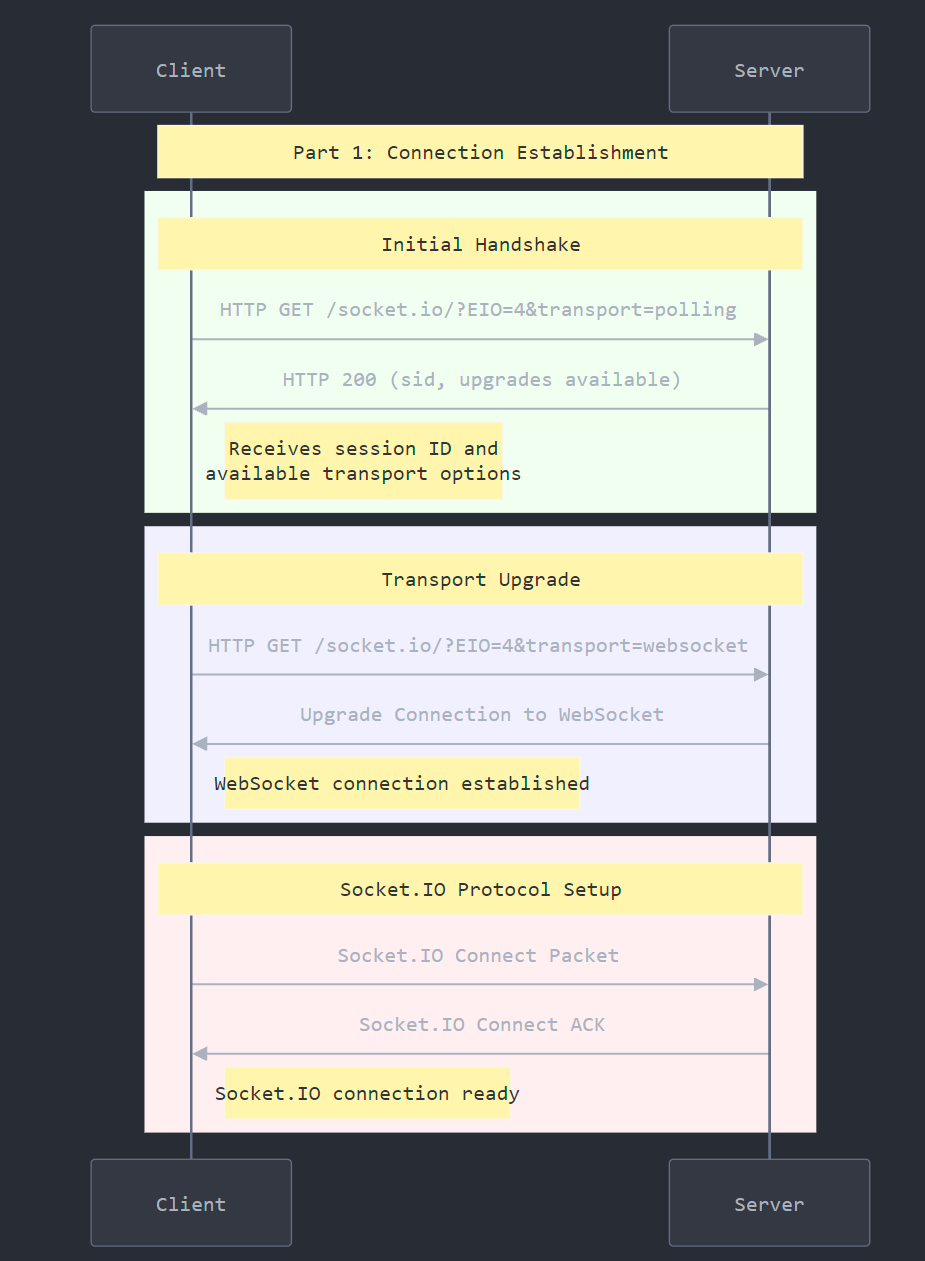 Client
Server
Part 1: Connection Establishment
Initial Handshake
HTTP GET /socket.io/?EIO=4&transport=polling
HTTP 200 (sid, upgrades available)
Receives session ID and
available transport options
Transport Upgrade
HTTP GET /socket.io/?EIO=4&transport=websocket
Upgrade Connection to WebSocket
WebSocket connection established
Socket.IO Protocol Setup
Socket.IO Connect Packet
Socket.IO Connect ACK
Socket.IO connection ready
Client
Server